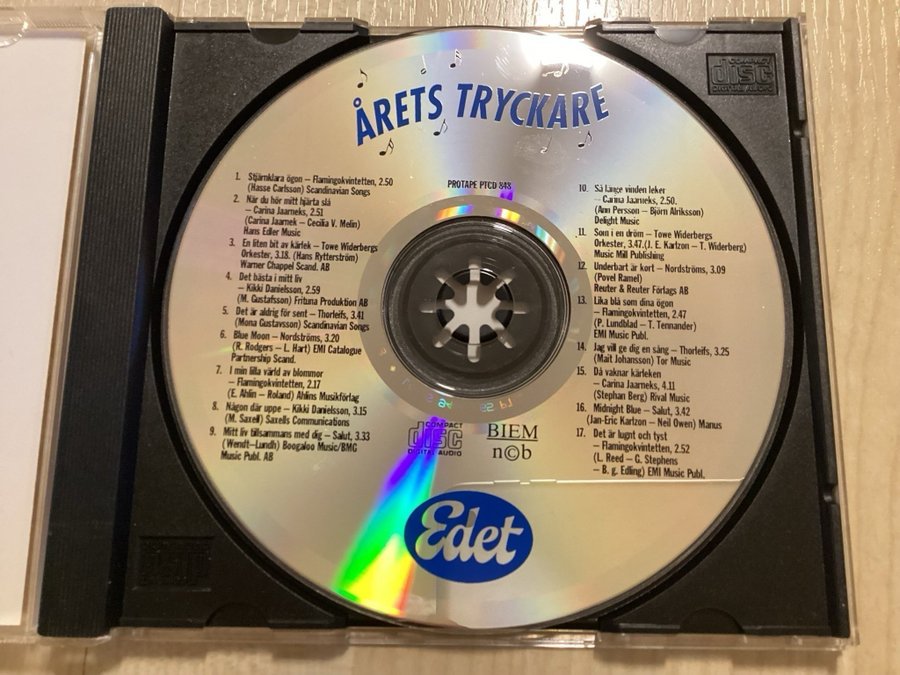 ÅRETS TRYCKARE
PROTAPE PTCD 848
1. Stjärnklara ögon – Flamingokvintetten, 2.50
(Hasse Carlsson) Scandinavian Songs
2. När du hör mitt hjärta slå
– Carina Jaarneks, 2.51
(Carina Jaarnek – Cecilia V. Melin)
Hans Edler Music
3. En liten bit av kärlek – Towe Widerbergs
Orkester, 3.18. (Hans Rytterström)
Warner Chappel Scand. AB
4. Det bästa i mitt liv
– Kikki Danielsson, 2.59
(M. Gustafsson) Frituna Produktion AB
5. Det är aldrig för sent – Thorleifs, 3.41
(Mona Gustavsson) Scandinavian Songs
6. Blue Moon – Nordströms, 3.20
(R. Rodgers – L. Hart) EMI Catalogue
Partnership Scand.
7. I min lilla värld av blommor
– Flamingokvintetten, 2.17
(E. Ahlin – Roland) Ahlins Musikförlag
8. Någon där uppe – Kikki Danielsson, 3.15
(M. Saxell) Saxells Communications
9. Mitt liv tillsammans med dig – Salut, 3.33
(Wendt–Lundh) Boogaloo Music/BMG
Music Publ. AB
10. Så länge vinden leker
– Carina Jaarneks, 2.50.
(Ann Persson – Björn Alriksson)
Delight Music
11. Som i en dröm – Towe Widerbergs
Orkester, 3.47.(J. E. Karlzon – T. Widerberg)
Music Mill Publishing
12. Underbart är kort – Nordströms, 3.09
(Povel Ramel)
Reuter & Reuter Förlags AB
13. Lika blå som dina ögon
– Flamingokvintetten, 2.47
(P. Lundblad – T. Tennander)
EMI Music Publ.
14. Jag vill ge dig en sång – Thorleifs, 3.25
(Mait Johansson) Tor Music
15. Då vaknar kärleken
– Carina Jaarneks, 4.11
(Stephan Berg) Rival Music
16. Midnight Blue – Salut, 3.42
(Jan-Eric Karlzon – Neil Owen) Manus
17. Det är lugnt och tyst
– Flamingokvintetten, 2.52
(L. Reed – G. Stephens
– B. g. Edling) EMI Music Publ.
COMPACT
disc
DIGITAL AUDIO
BIEM
n©b
Edet
COMPACT
disc
DIGITAL AUDIO